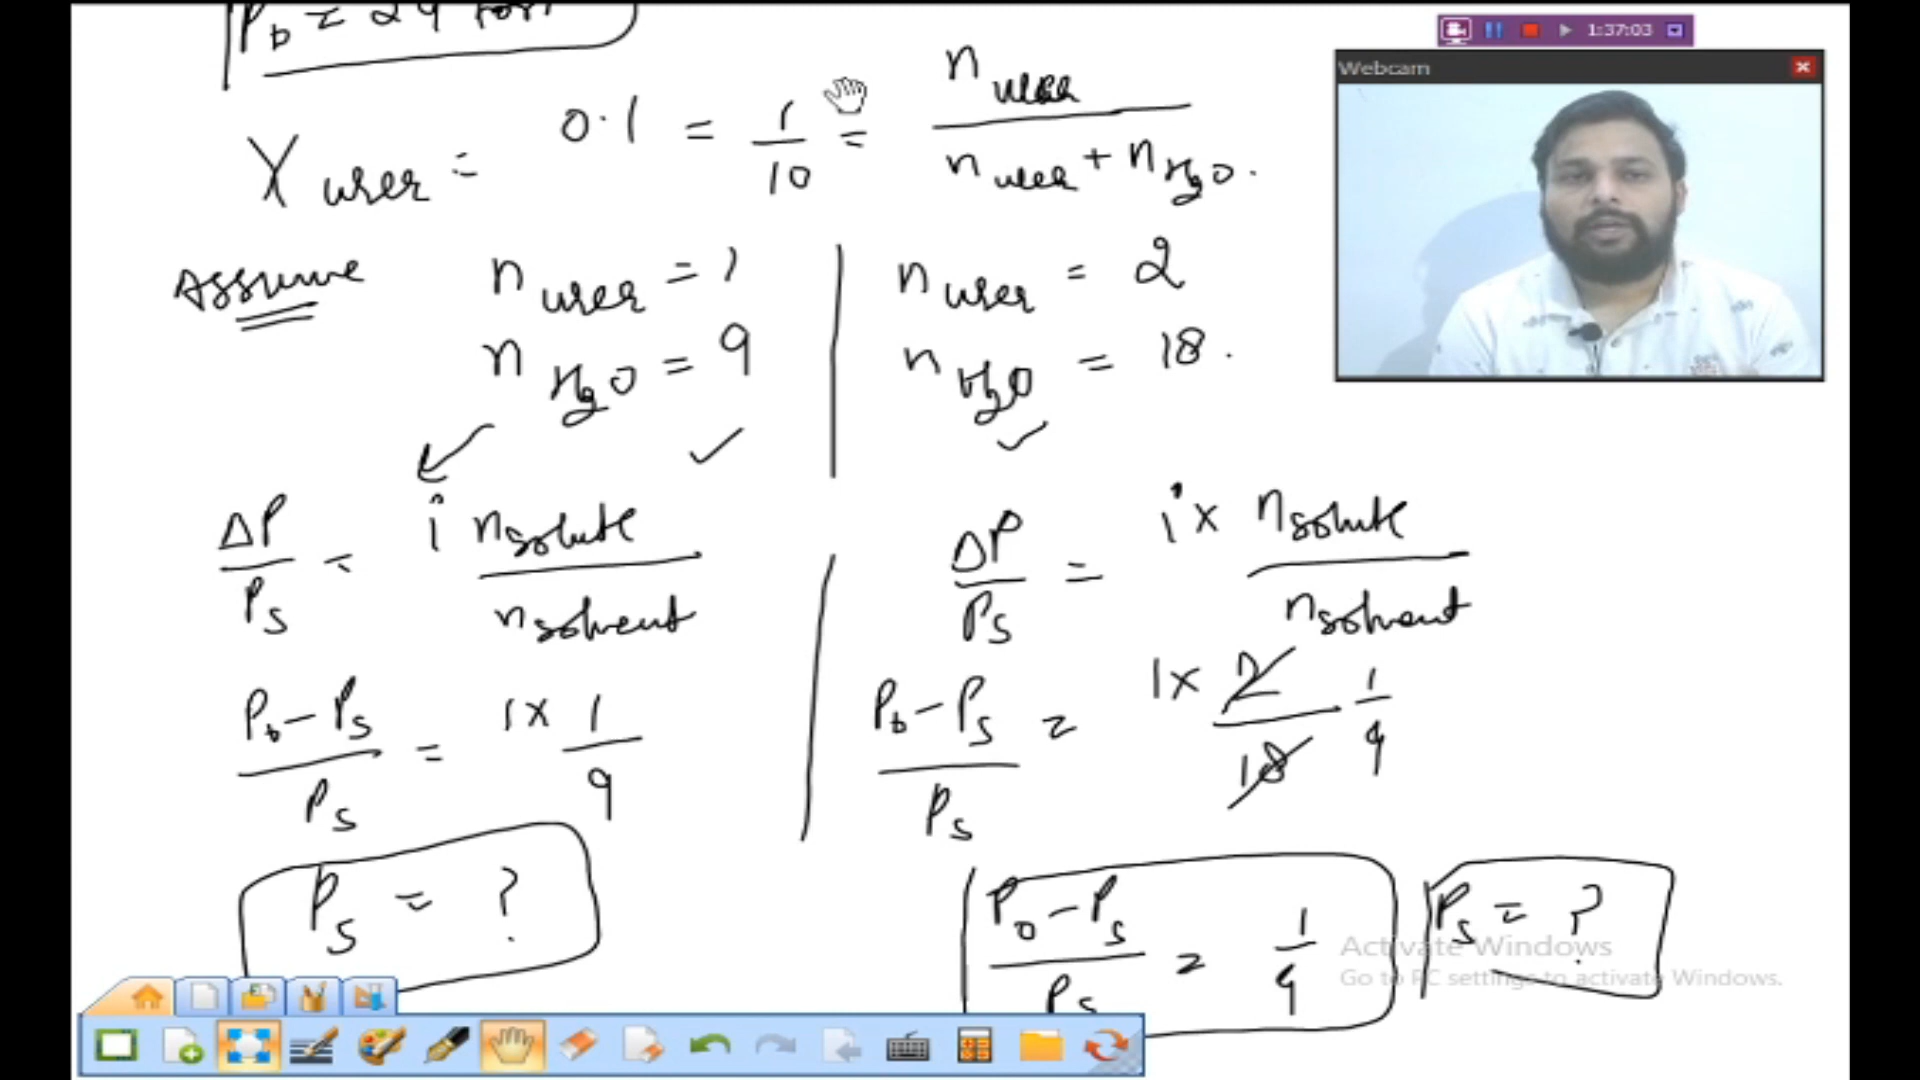 P₀ = 24 torr
1:37:03
Webcam
X urea = 0.1 = 1/10 = n urea / (n urea + n H₂O).
Assume n urea = 1 | n urea = 2
n H₂O = 9 ✓ | n H₂O = 18. ✓
ΔP/Ps = i n solute / n solvent | ΔP/Ps = i × n solute / n solvent
(P₀ – Ps)/Ps = 1 × 1/9 | (P₀ – Ps)/Ps = 1 × 2/18 1/9
Ps = ? | (P₀ – Ps)/Ps = 1/9 | Ps = ?
Activate Windows
Go to PC settings to activate Windows.